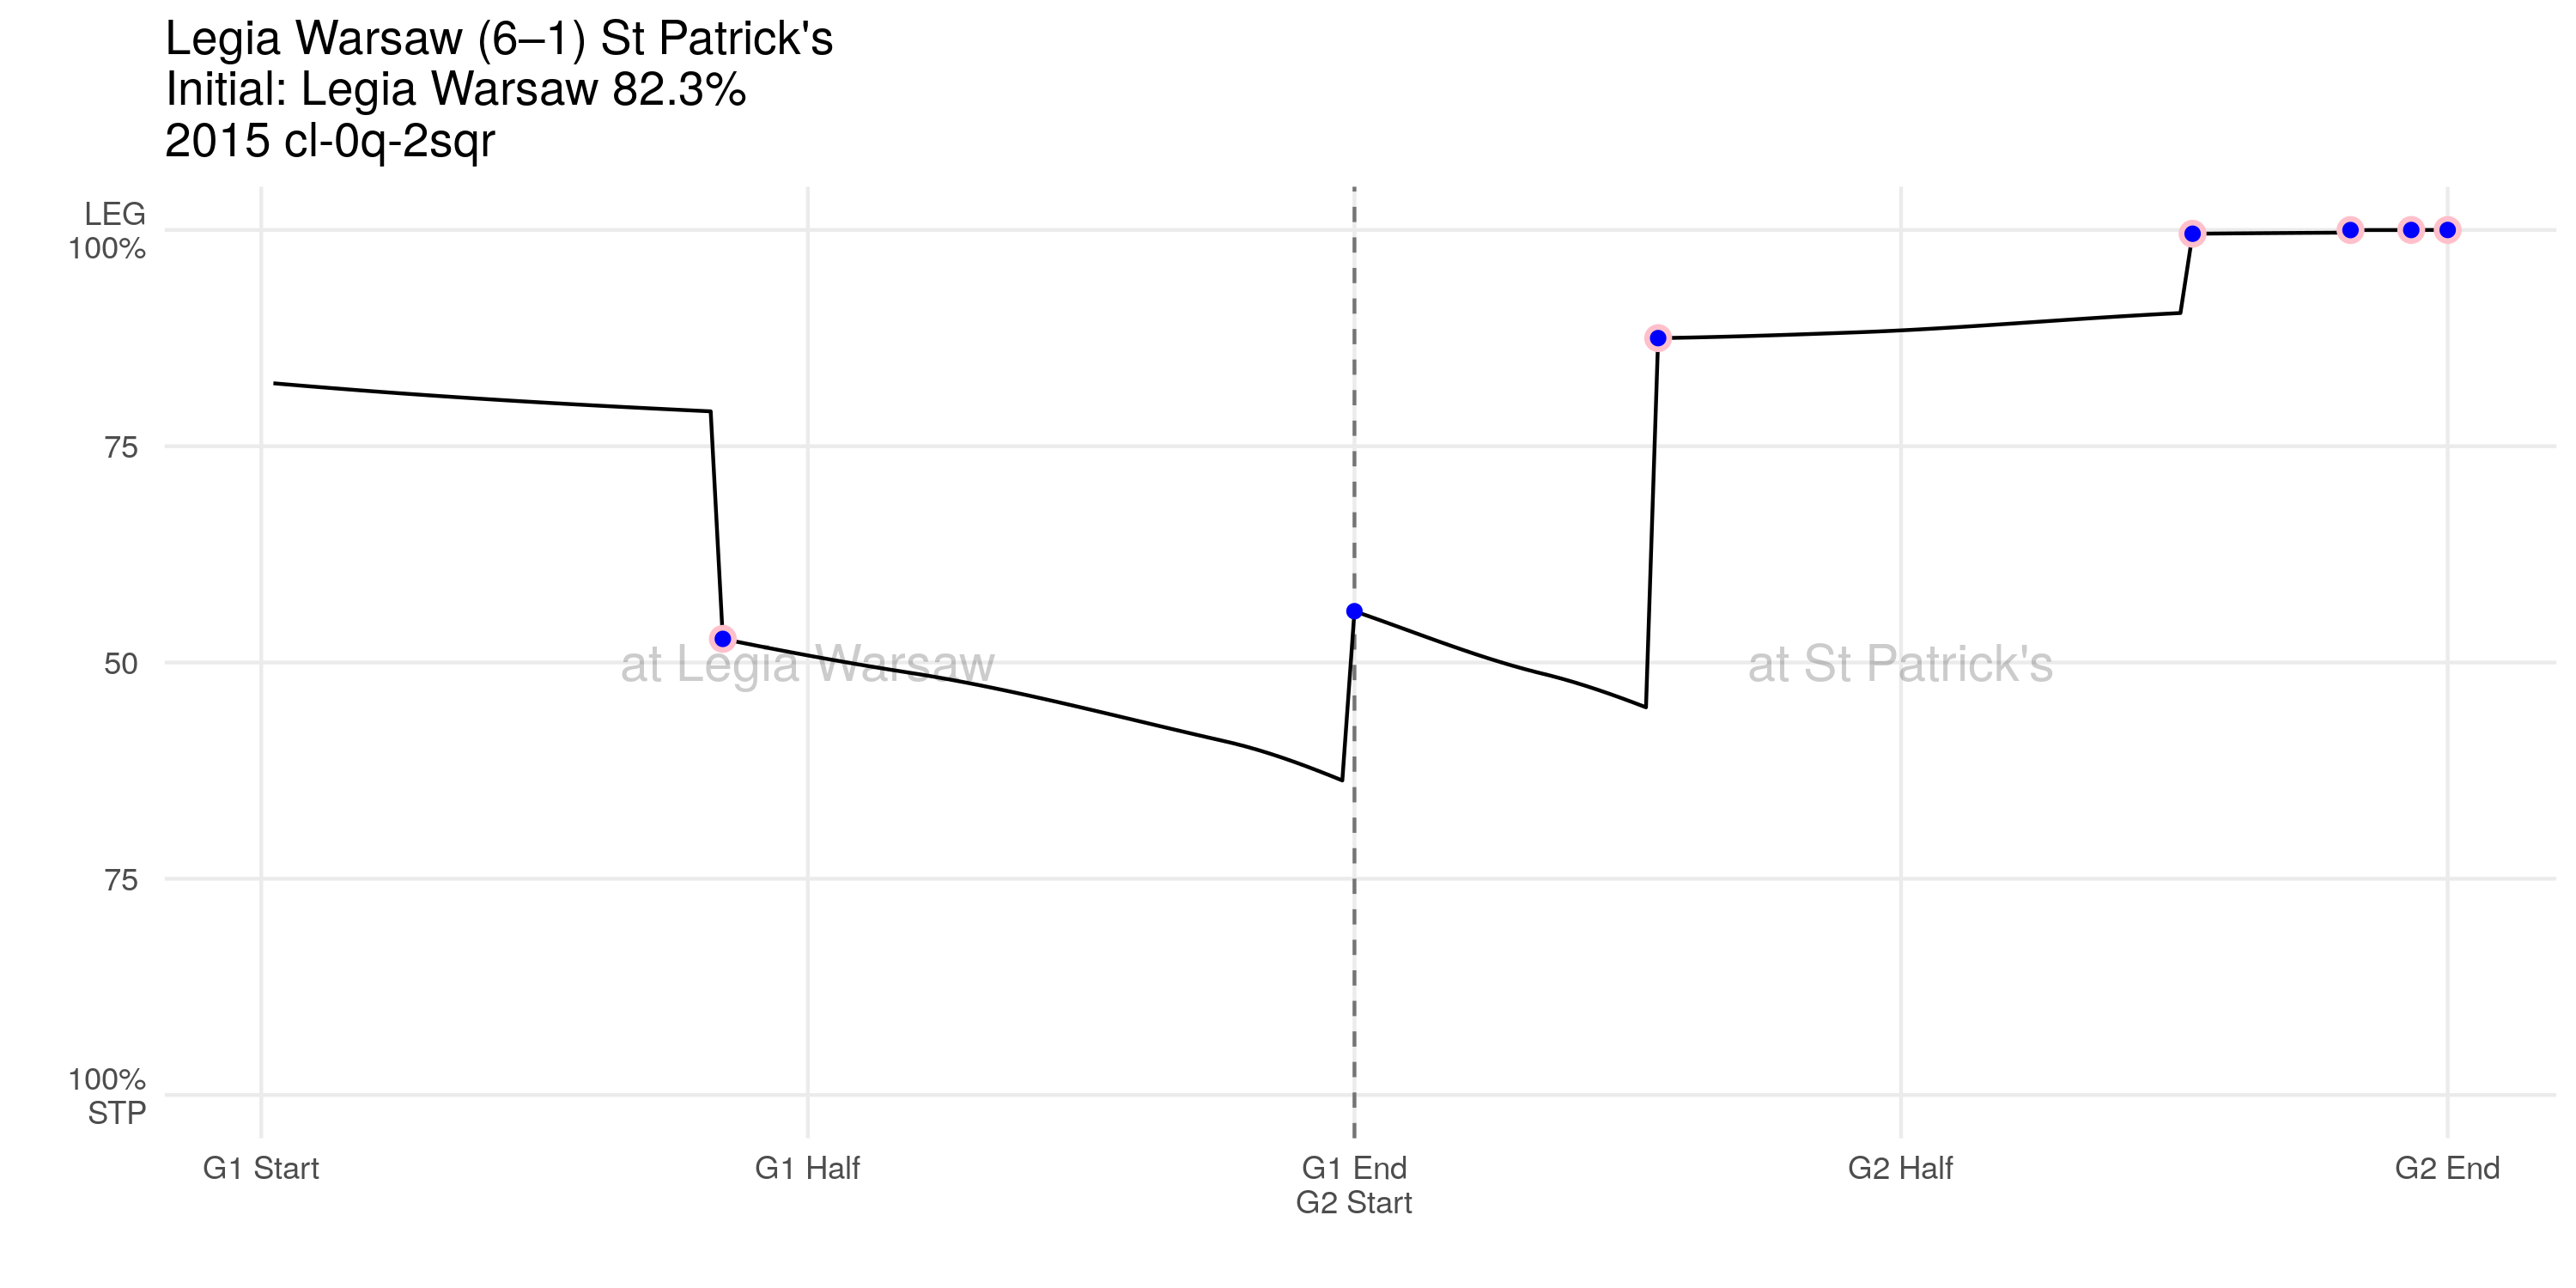 Legia Warsaw (6–1) St Patrick's
Initial: Legia Warsaw 82.3%
2015 cl-0q-2sqr
LEG
100%
75
50
75
100%
STP
at Legia Warsaw
at St Patrick's
G1 Start
G1 Half
G1 End
G2 Start
G2 Half
G2 End